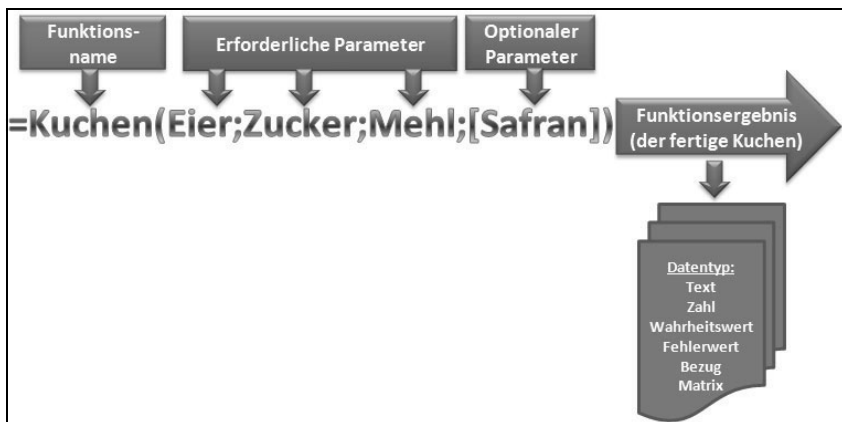 Funktions-
name
Erforderliche Parameter
Optionaler
Parameter
=Kuchen(Eier;Zucker;Mehl;[Safran])
Funktionsergebnis
(der fertige Kuchen)
Datentyp:
Text
Zahl
Wahrheitswert
Fehlerwert
Bezug
Matrix